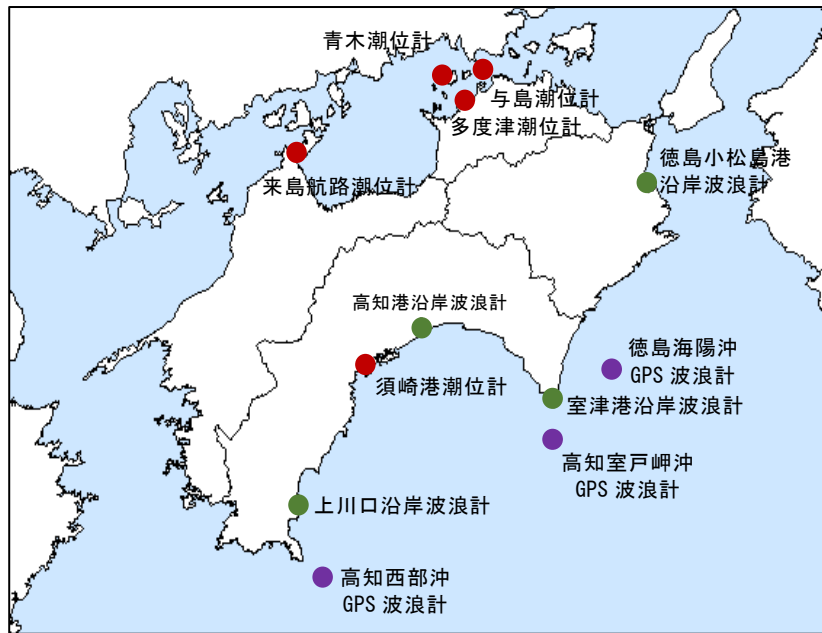 青木潮位計
与島潮位計
多度津潮位計
徳島小松島港
沿岸波浪計
来島航路潮位計
高知港沿岸波浪計
徳島海陽沖
GPS 波浪計
須崎港潮位計
室津港沿岸波浪計
高知室戸岬沖
GPS 波浪計
上川口沿岸波浪計
高知西部沖
GPS 波浪計